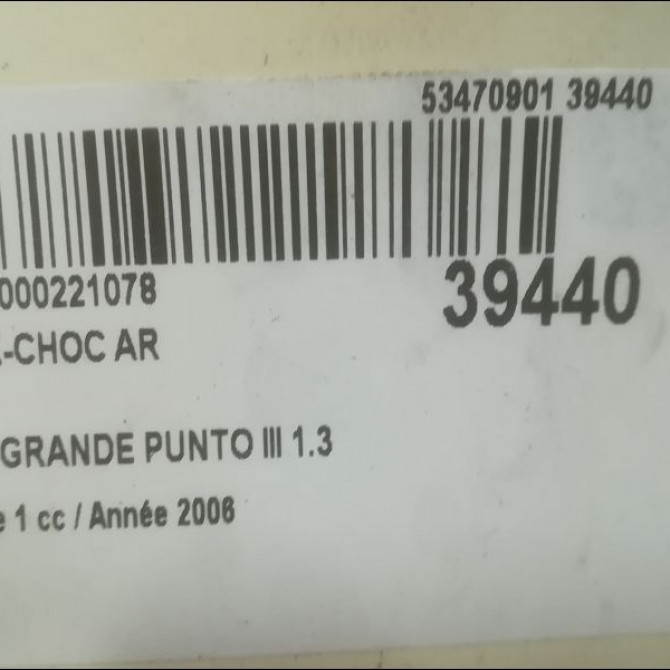 53470901 39440
000221078
39440
-CHOC AR
GRANDE PUNTO III 1.3
e 1 cc / Année 2006